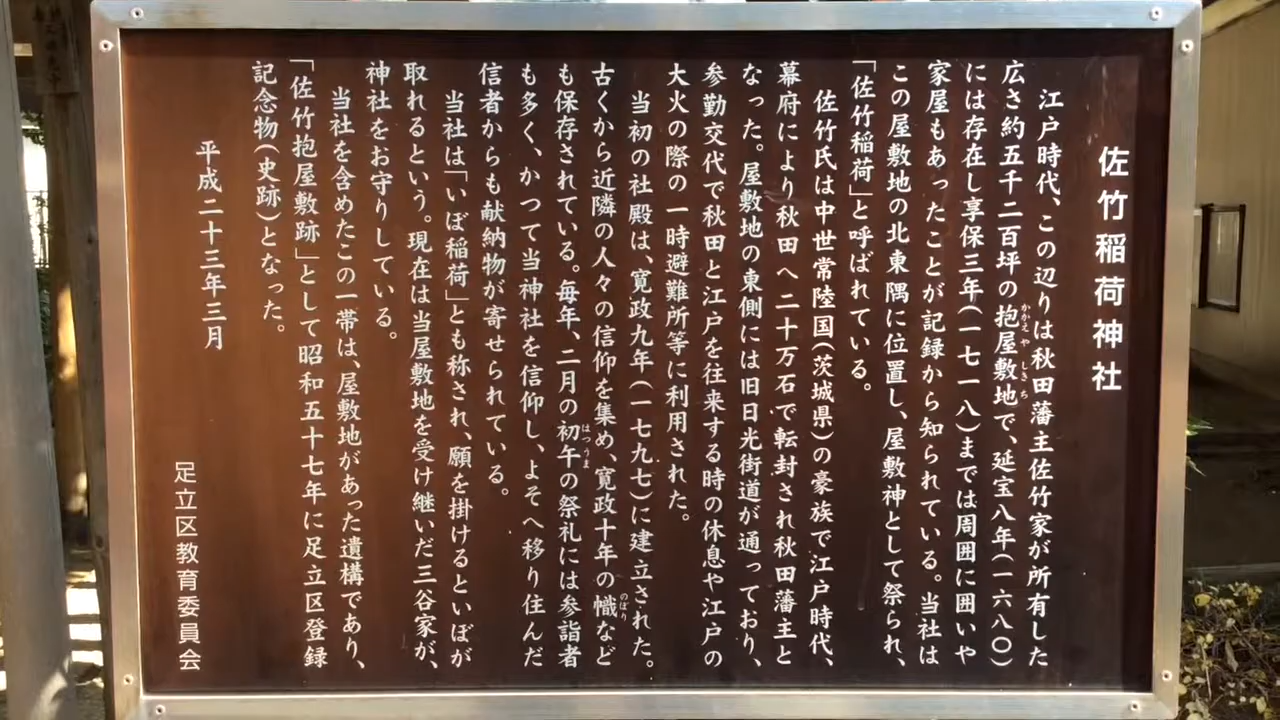 佐竹稲荷神社
江戸時代、この辺りは秋田藩主佐竹家が所有した
広さ約五千二百坪の抱屋敷地で、延宝八年(一六八〇)
かかえやしきち
には存在し享保三年(一七一八)までは周囲に囲いや
家屋もあったことが記録から知られている。当社は
この屋敷地の北東隅に位置し、屋敷神として祭られ、
「佐竹稲荷」と呼ばれている。
佐竹氏は中世常陸国(茨城県)の豪族で江戸時代、
幕府により秋田へ二十万石で転封され秋田藩主と
なった。屋敷地の東側には旧日光街道が通っており、
参勤交代で秋田と江戸を往来する時の休息や江戸の
大火の際の一時避難所等に利用された。
当初の社殿は、寛政九年(一七九七)に建立された。
古くから近隣の人々の信仰を集め、寛政十年の幟など
のぼり
も保存されている。毎年、二月の初午の祭礼には参詣者
はつうま
も多く、かつて当神社を信仰し、よそへ移り住んだ
信者からも献納物が寄せられている。
当社は「いぼ稲荷」とも称され、願を掛けるといぼが
取れるという。現在は当屋敷地を受け継いだ三谷家が、
神社をお守りしている。
当社を含めたこの一帯は、屋敷地があった遺構であり、
「佐竹抱屋敷跡」として昭和五十七年に足立区登録
記念物(史跡)となった。
平成二十三年三月
足立区教育委員会